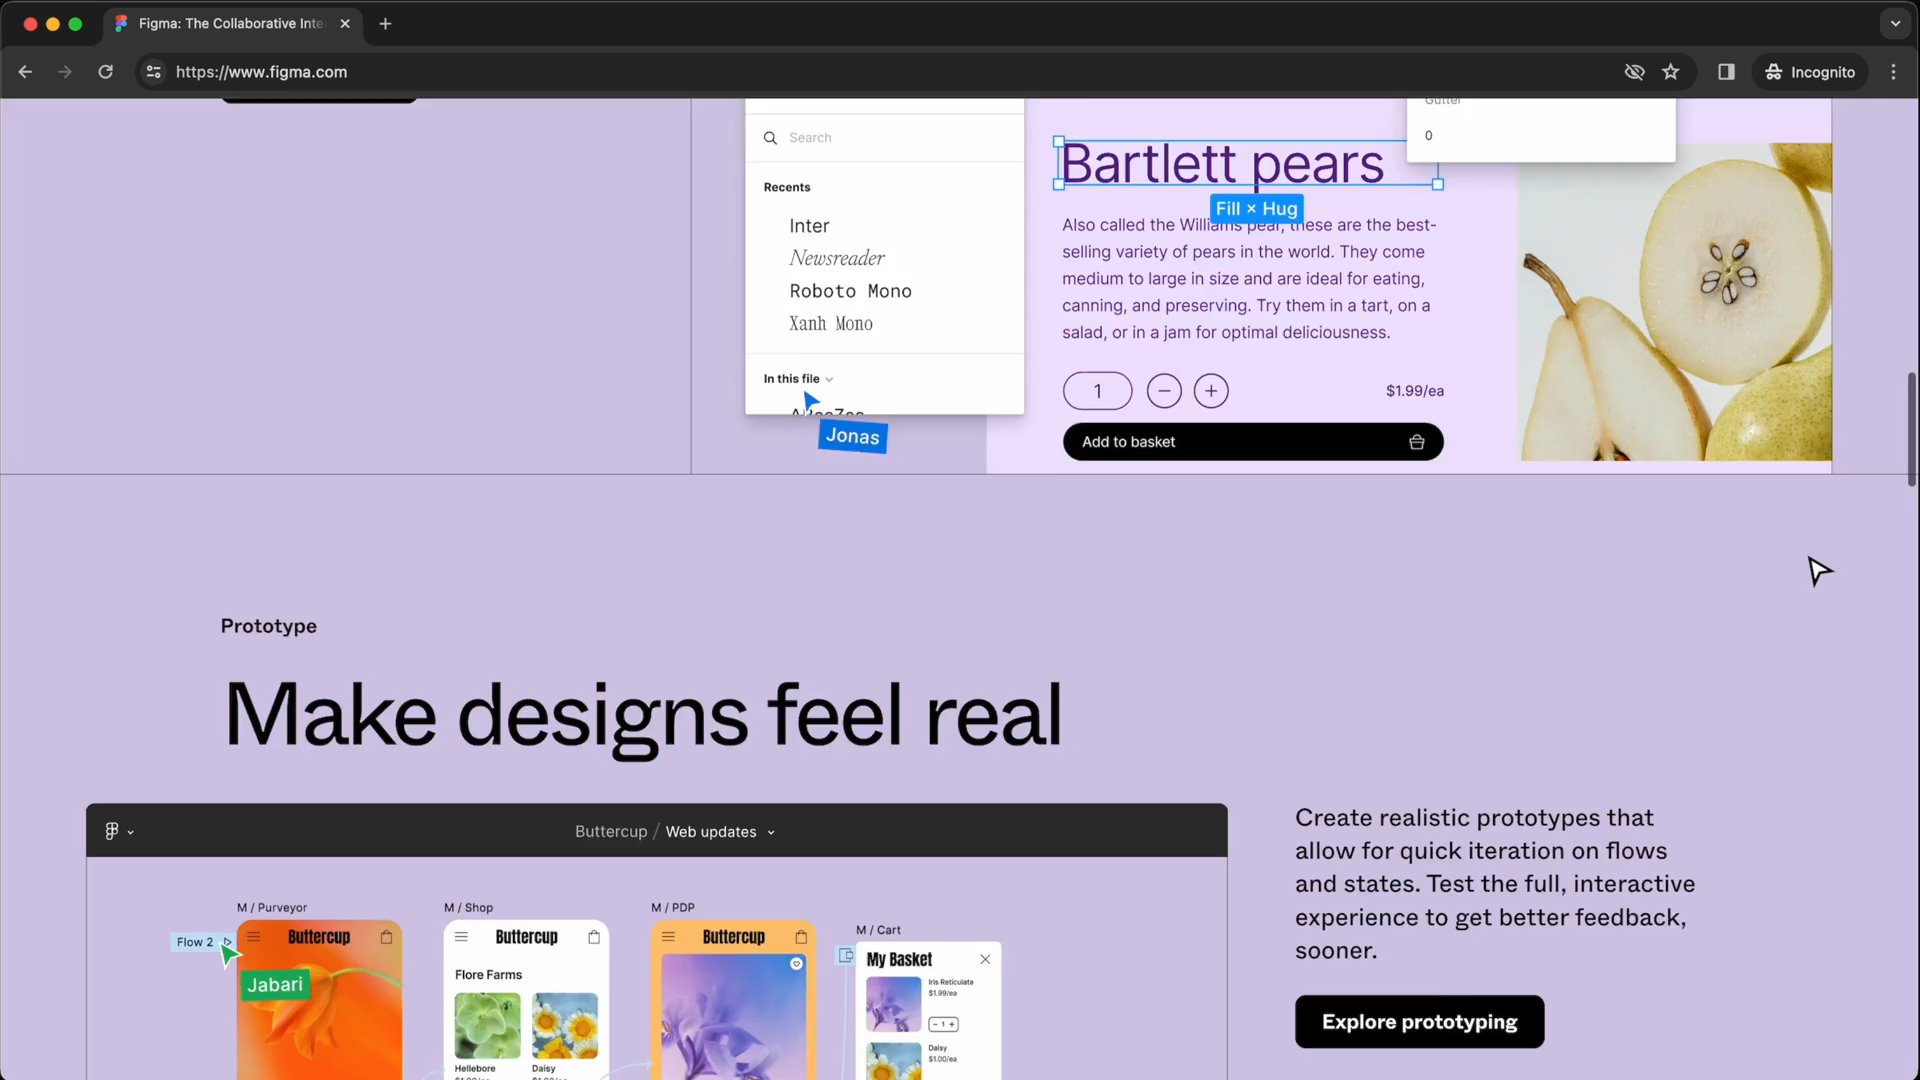 Figma: The Collaborative Inte
https://www.figma.com
Incognito
Gutter
0
Search
Recents
Inter
Newsreader
Roboto Mono
Xanh Mono
In this file
Jonas
Bartlett pears
Fill × Hug
Also called the Williams pear, these are the best-
selling variety of pears in the world. They come
medium to large in size and are ideal for eating,
canning, and preserving. Try them in a tart, on a
salad, or in a jam for optimal deliciousness.
1
$1.99/ea
Add to basket
Prototype
Make designs feel real
Buttercup / Web updates
M / Purveyor
Flow 2
Buttercup
Jabari
M / Shop
Buttercup
Flore Farms
Hellebore
Daisy
M / PDP
Buttercup
M / Cart
My Basket
Iris Reticulata
$1.99/ea
− 1 +
Daisy
$1.00/ea
Create realistic prototypes that
allow for quick iteration on flows
and states. Test the full, interactive
experience to get better feedback,
sooner.
Explore prototyping